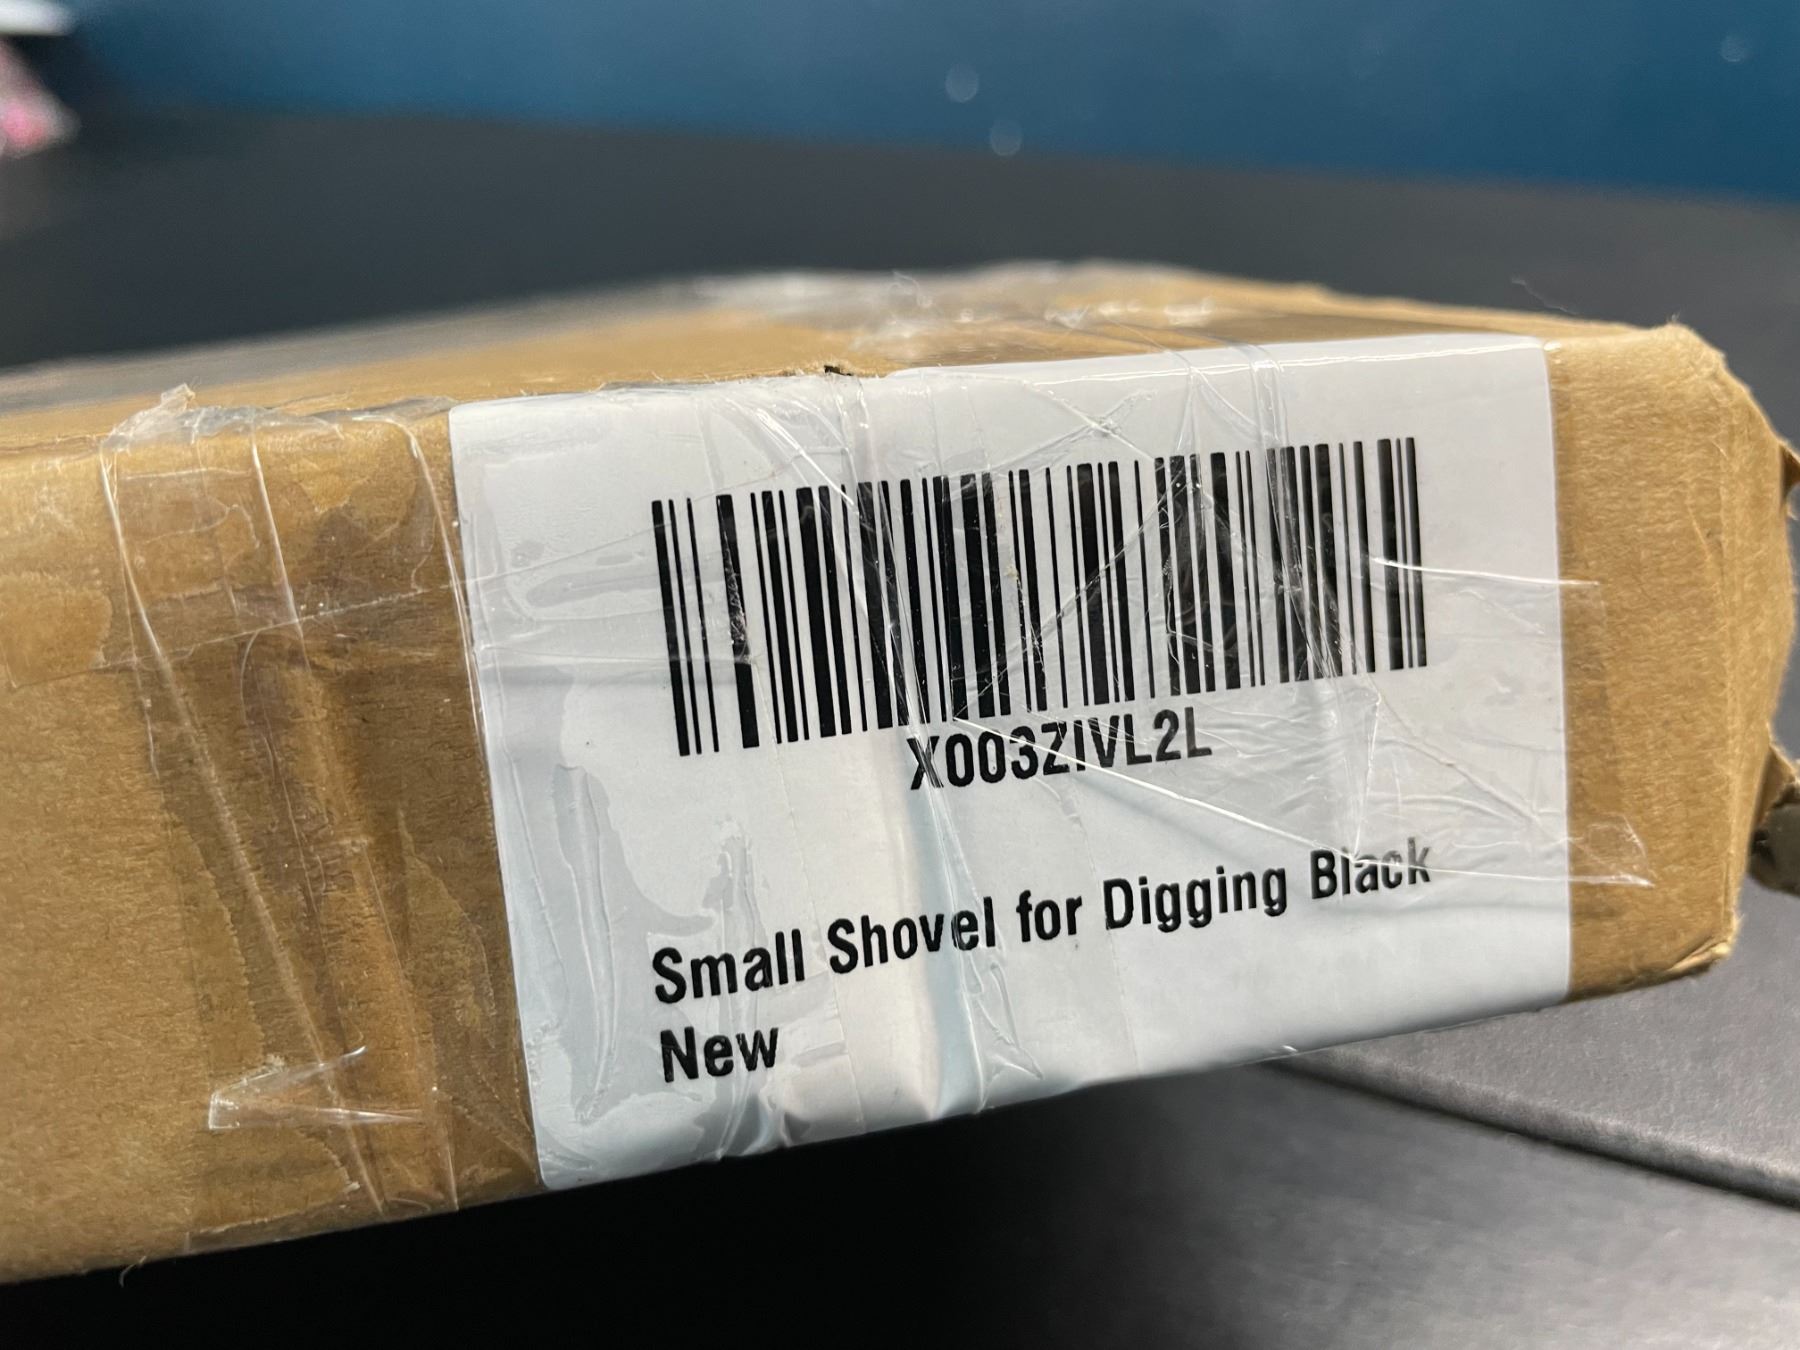 X003ZIVL2L
Small Shovel for Digging Black
New